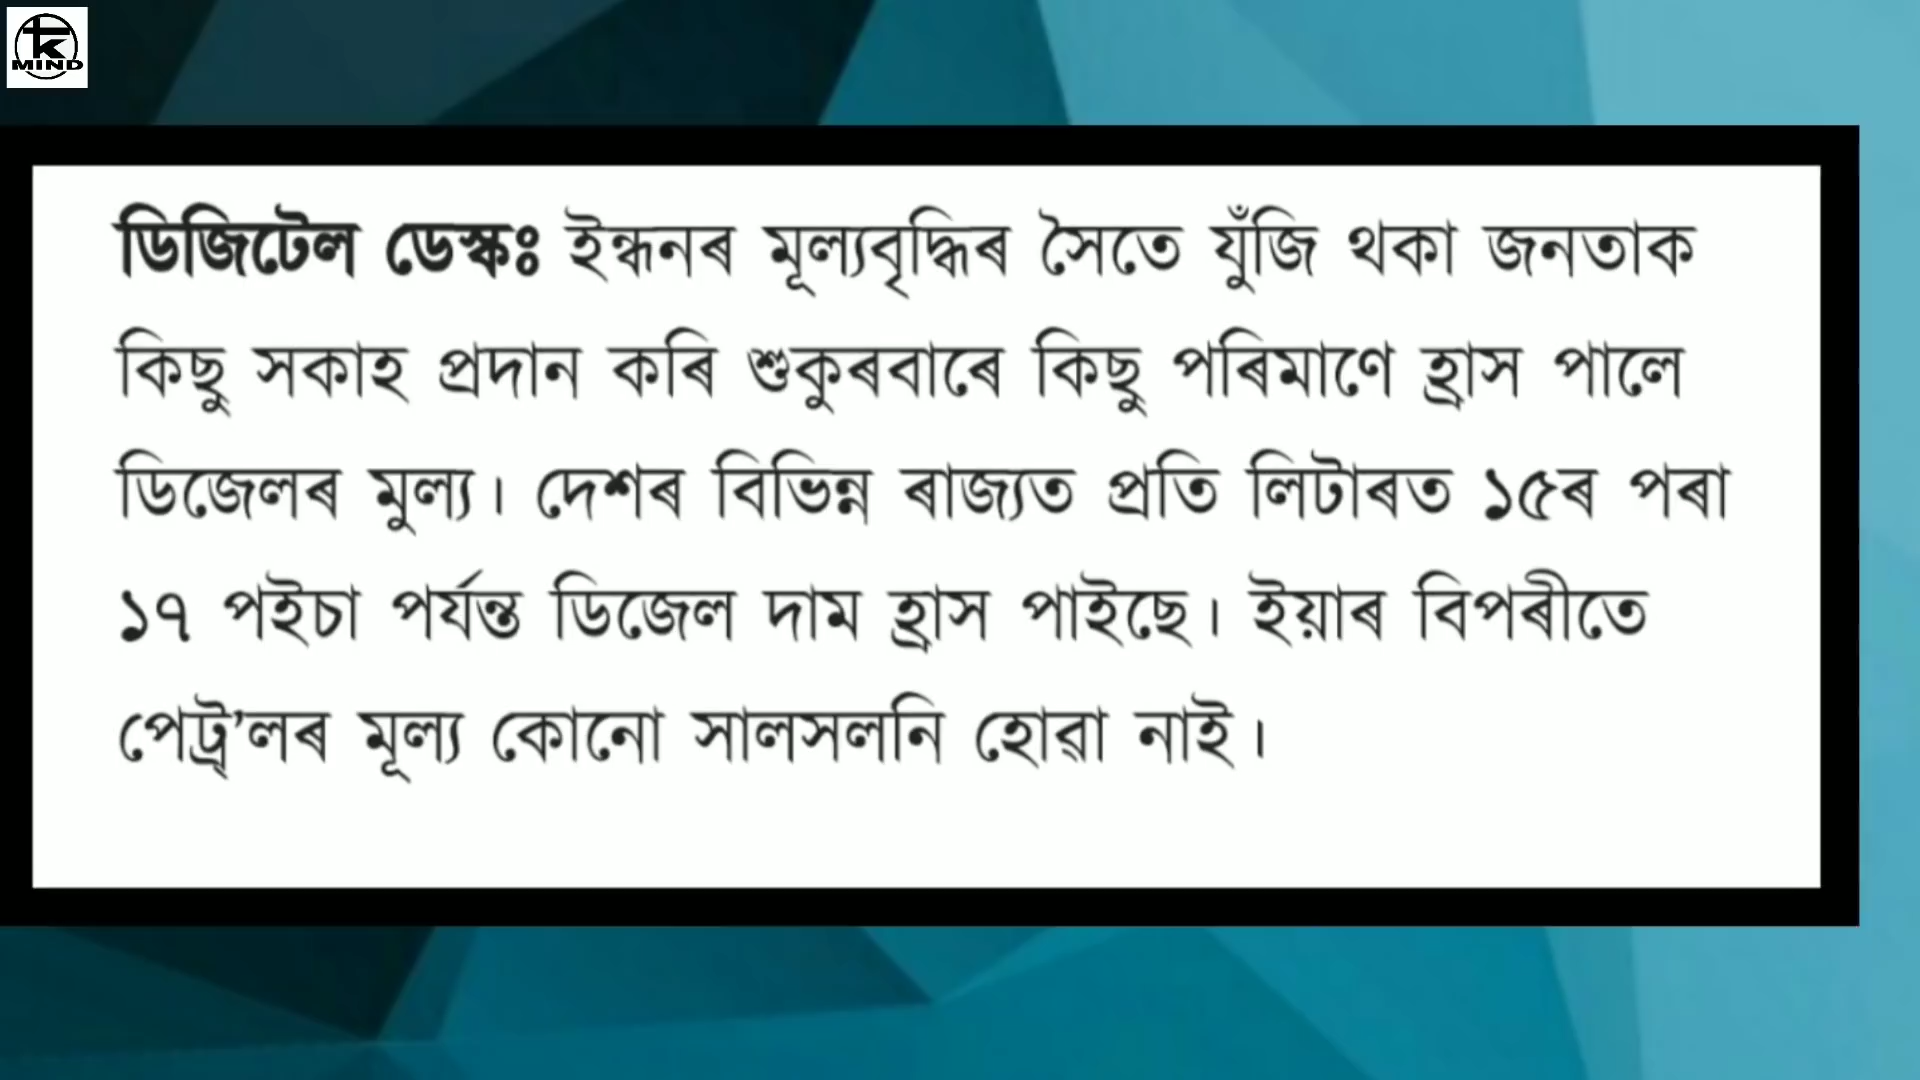 k
MIND
ডিজিটেল ডেস্কঃ ইন্ধনৰ মূল্যবৃদ্ধিৰ সৈতে যুঁজি থকা জনতাক
কিছু সকাহ প্ৰদান কৰি শুকুৰবাৰে কিছু পৰিমাণে হ্ৰাস পালে
ডিজেলৰ মুল্য। দেশৰ বিভিন্ন ৰাজ্যত প্ৰতি লিটাৰত ১৫ৰ পৰা
১৭ পইচা পৰ্যন্ত ডিজেল দাম হ্ৰাস পাইছে। ইয়াৰ বিপৰীতে
পেট্ৰ’লৰ মূল্য কোনো সালসলনি হোৱা নাই।